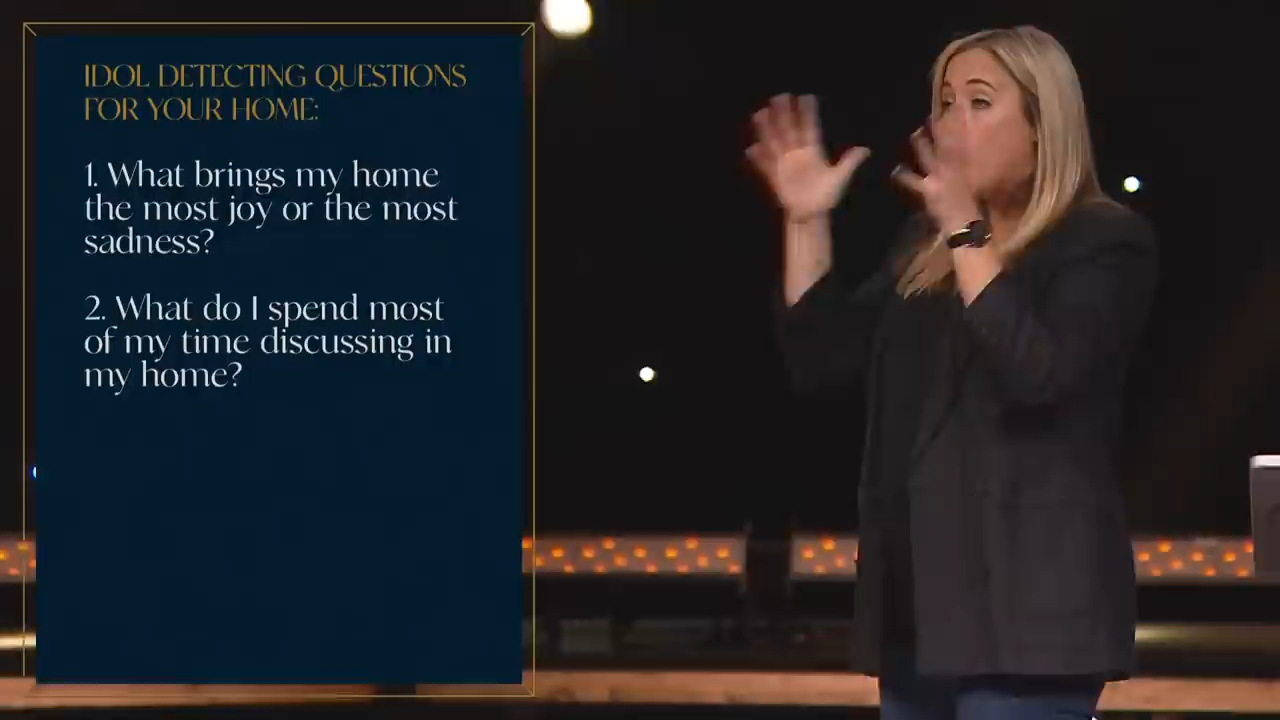 IDOL DETECTING QUESTIONS
FOR YOUR HOME:
1. What brings my home
the most joy or the most
sadness?
2. What do I spend most
of my time discussing in
my home?